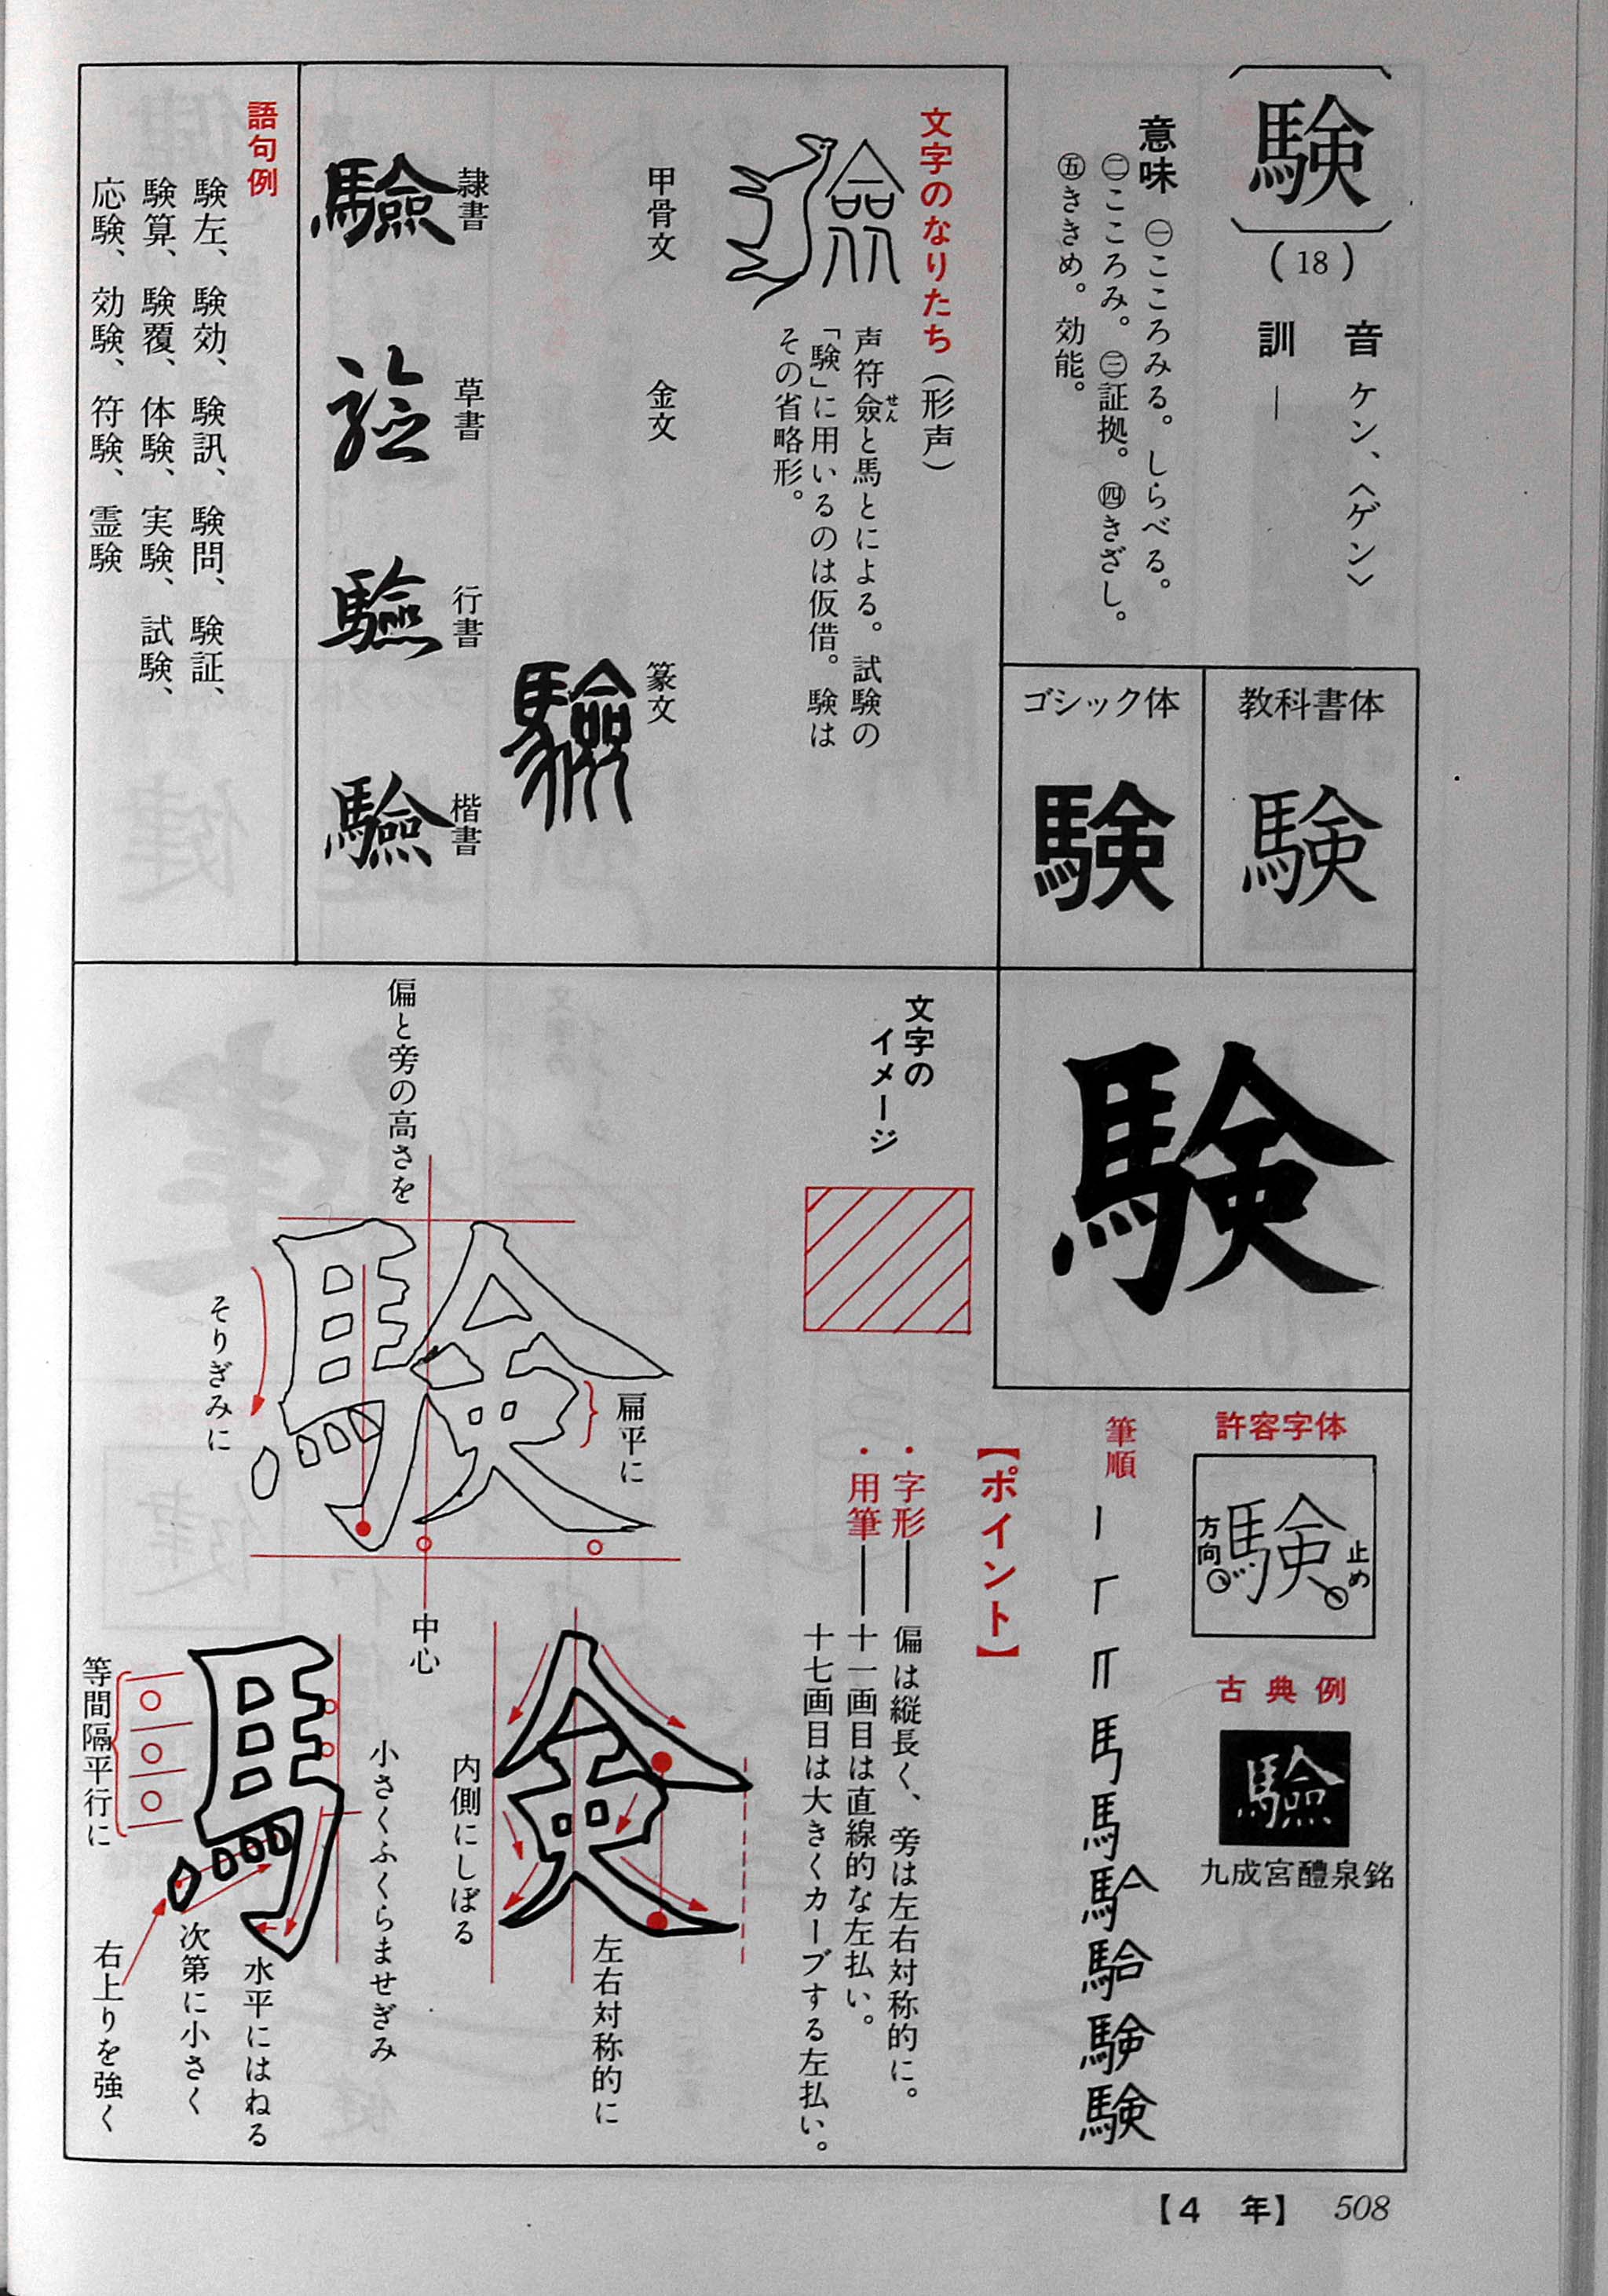 験
(18)
音 ケン、〈ゲン〉
訓 ―
意味 ㊀こころみる。しらべる。
㊁こころみ。㊂証拠。㊃きざし。
㊄ききめ。効能。
教科書体
験
ゴシック体
験
文字のなりたち（形声）
声符僉せんと馬とによる。試験の
「験」に用いるのは仮借。験は
その省略形。
甲骨文
金文
篆文
驗
隷書
驗
草書
行書
驗
楷書
驗
語句例
験左、験効、験訊、験問、験証、
験算、験覆、体験、実験、試験、
応験、効験、符験、霊験
験
許容字体
験
止め
方向
古典例
驗
九成宮醴泉銘
筆順
験
文字の
イメージ
【ポイント】
・字形――偏は縦長く、旁は左右対称的に。
・用筆――十一画目は直線的な左払い。
十七画目は大きくカーブする左払い。
偏と旁の高さを
験
扁平に
そりぎみに
中心
左右対称的に
内側にしぼる
馬
小さくふくらませぎみ
水平にはねる
次第に小さく
右上りを強く
等間隔平行に
【4 年】 508